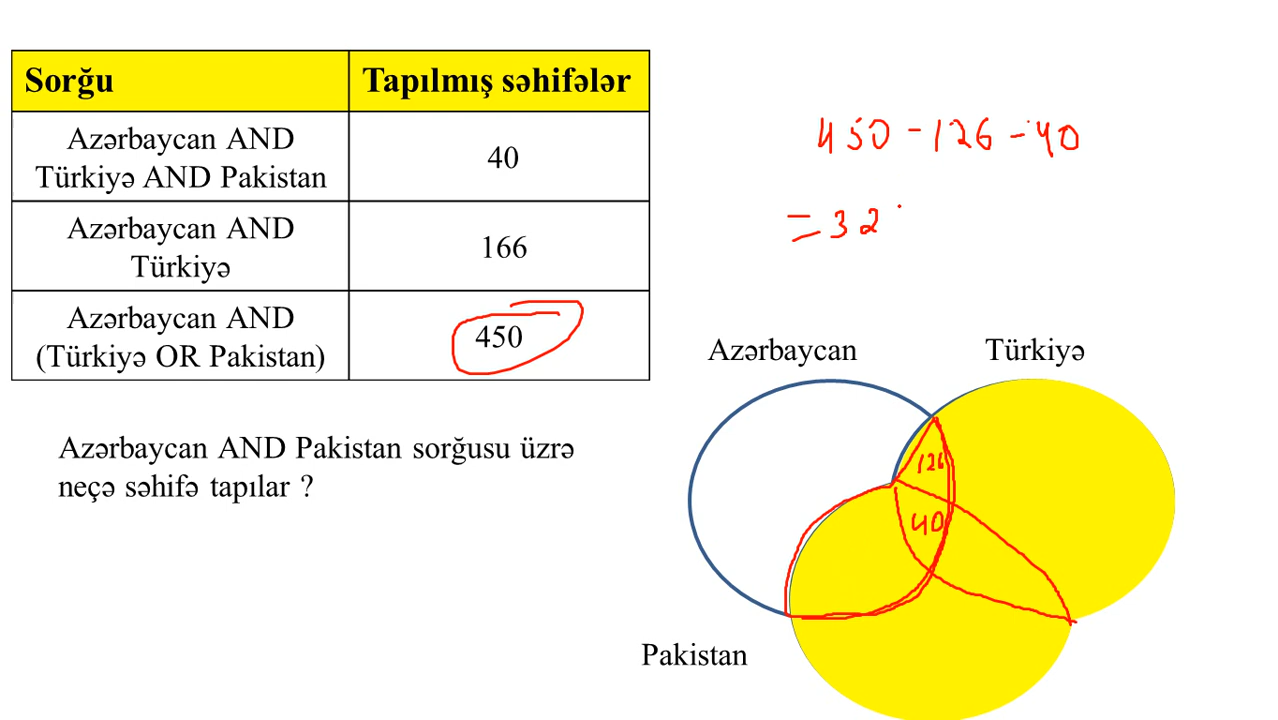 Sorğu
Tapılmış səhifələr
Azərbaycan AND
Türkiyə AND Pakistan
40
Azərbaycan AND
Türkiyə
166
Azərbaycan AND
(Türkiyə OR Pakistan)
450
Azərbaycan AND Pakistan sorğusu üzrə
neçə səhifə tapılar ?
450 - 126 - 40
= 32
Azərbaycan
Türkiyə
126
40
Pakistan